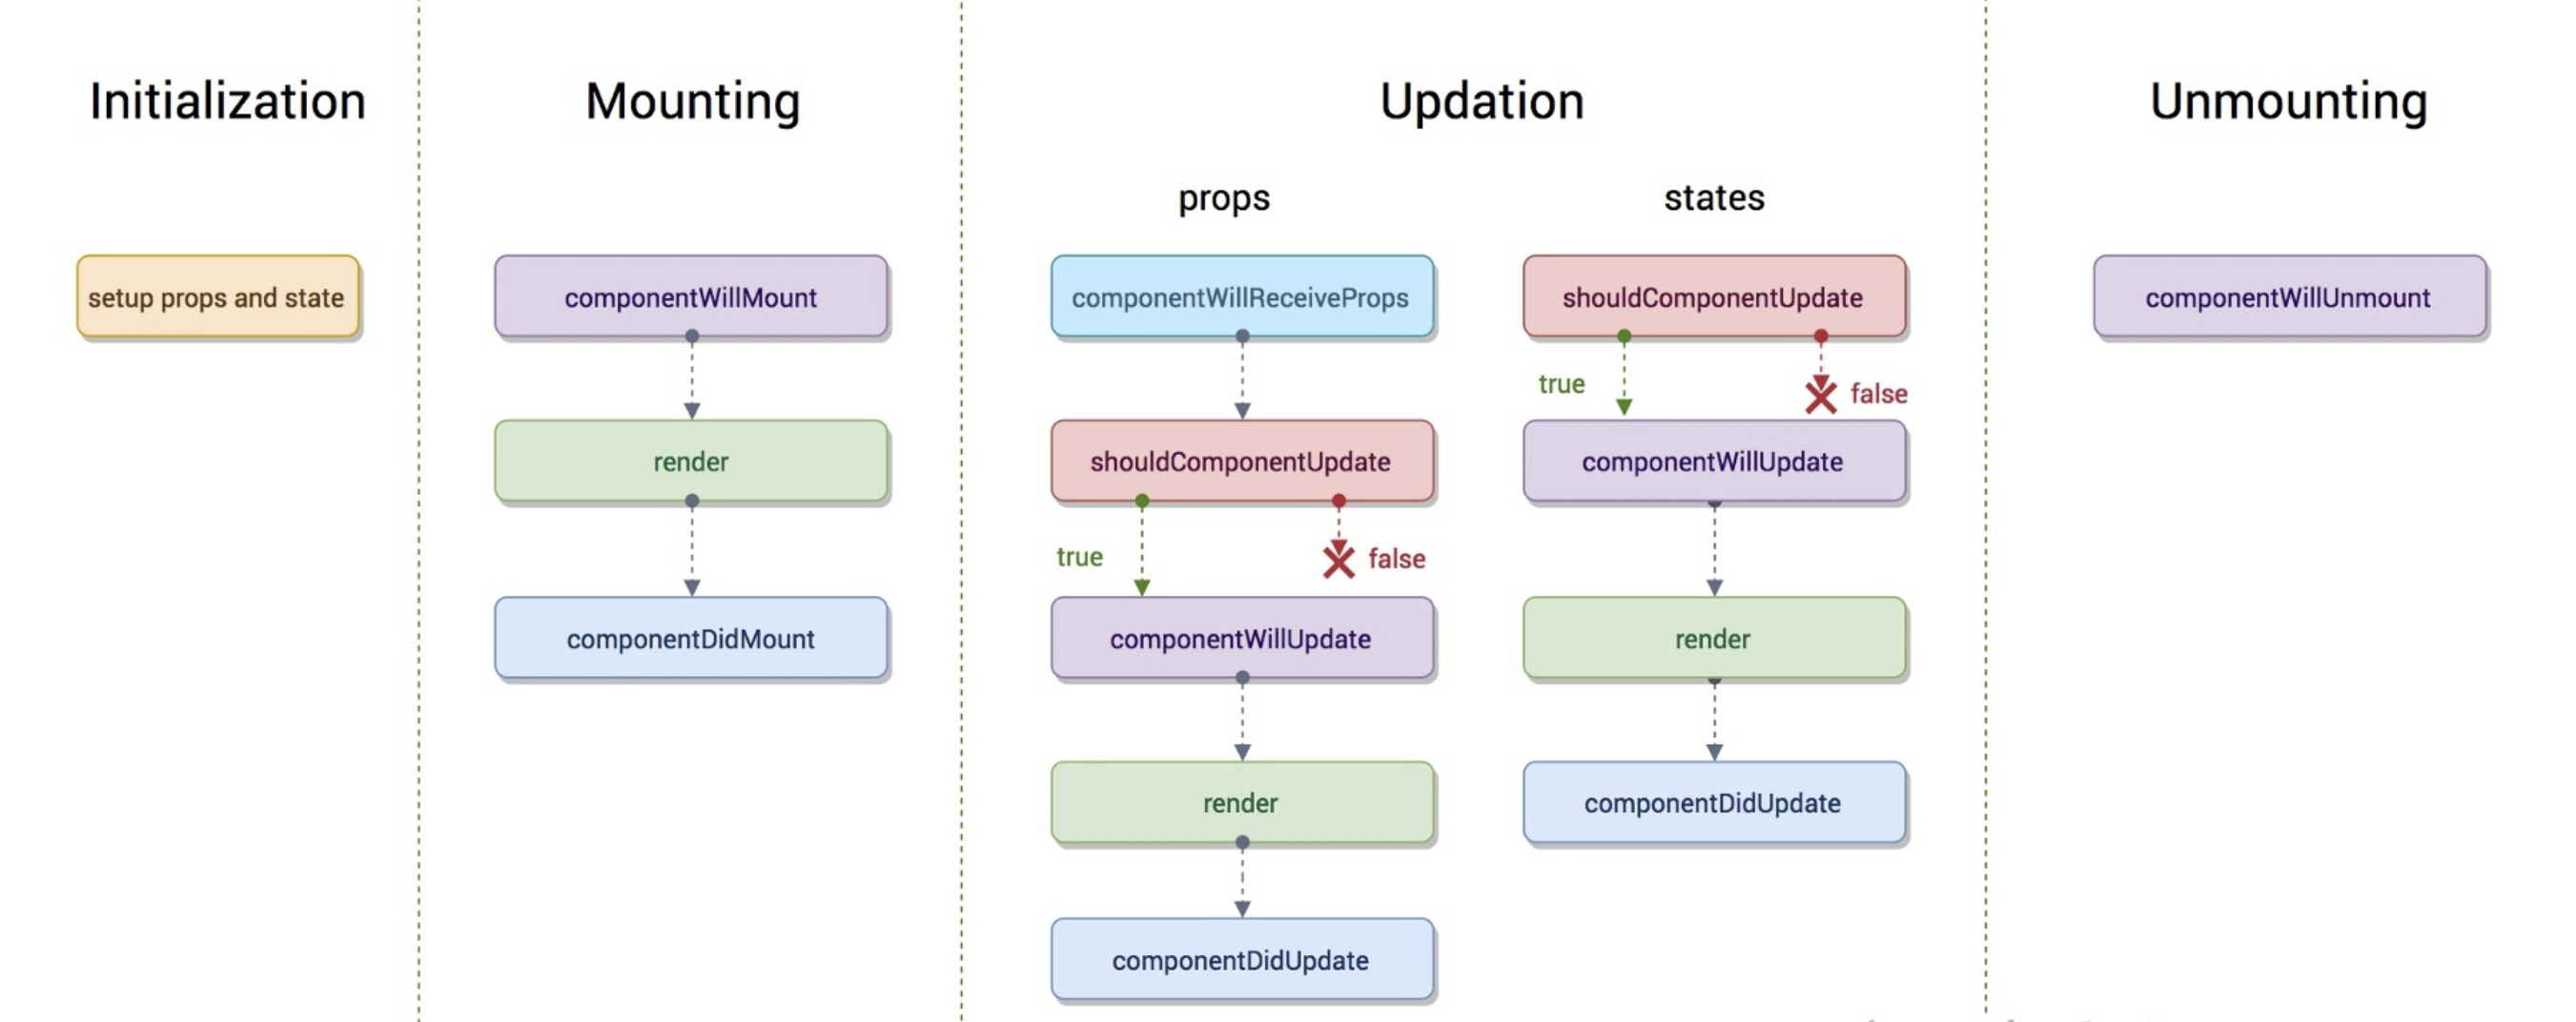 Initialization
setup props and state
Mounting
componentWillMount
render
componentDidMount
Updation
props
componentWillReceiveProps
shouldComponentUpdate
true
false
componentWillUpdate
render
componentDidUpdate
states
shouldComponentUpdate
true
false
componentWillUpdate
render
componentDidUpdate
Unmounting
componentWillUnmount